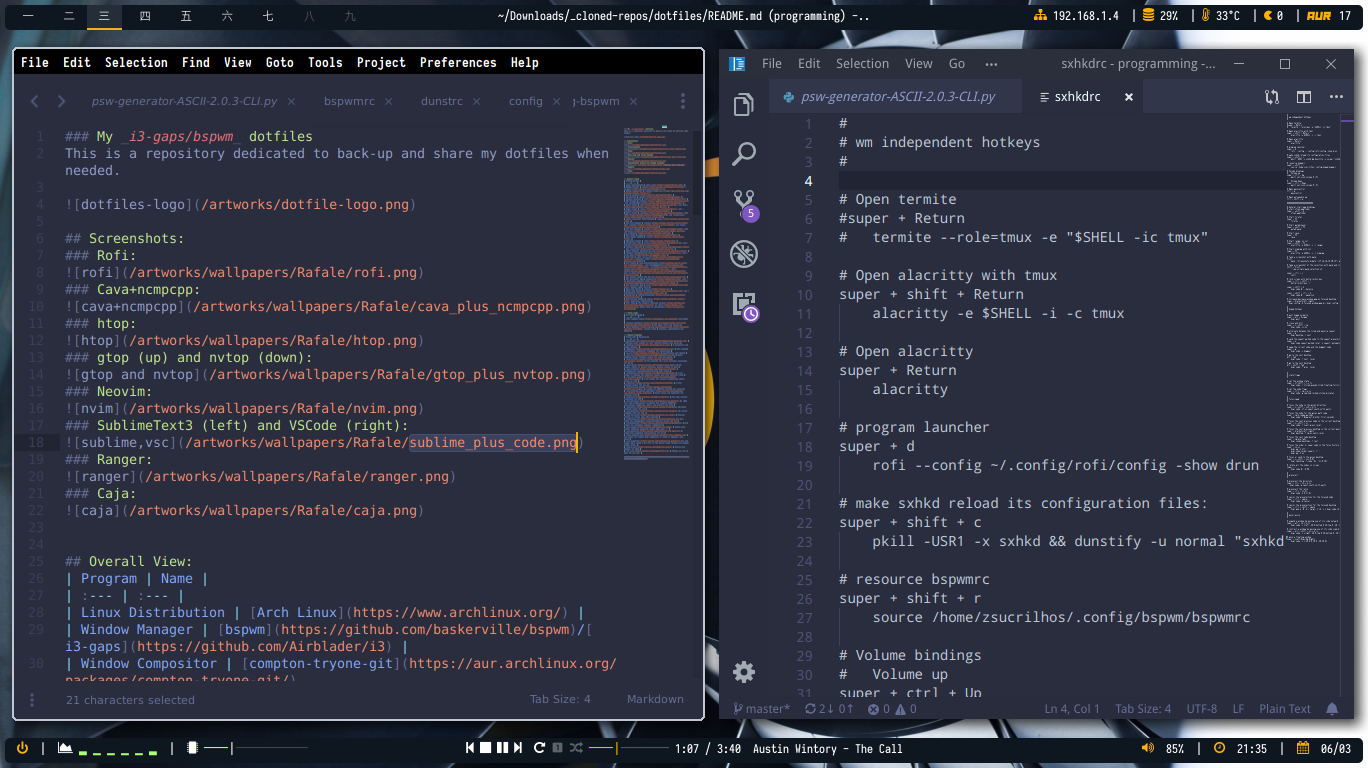 一 二 三 四 五 六 七 八 九
~/Downloads/_cloned-repos/dotfiles/README.md (programming) -..
192.168.1.4 | 29% | 33°C | 0 | AUR 17
File Edit Selection Find View Goto Tools Project Preferences Help
psw-generator-ASCII-2.0.3-CLI.py × bspwmrc × dunstrc × config × g-bspwm ×
1 ### My _i3-gaps/bspwm_ dotfiles
2 This is a repository dedicated to back-up and share my dotfiles when
needed.
3
4 ![dotfiles-logo](/artworks/dotfile-logo.png)
5
6 ## Screenshots:
7 ### Rofi:
8 ![rofi](/artworks/wallpapers/Rafale/rofi.png)
9 ### Cava+ncmpcpp:
10 ![cava+ncmpcpp](/artworks/wallpapers/Rafale/cava_plus_ncmpcpp.png)
11 ### htop:
12 ![htop](/artworks/wallpapers/Rafale/htop.png)
13 ### gtop (up) and nvtop (down):
14 ![gtop and nvtop](/artworks/wallpapers/Rafale/gtop_plus_nvtop.png)
15 ### Neovim:
16 ![nvim](/artworks/wallpapers/Rafale/nvim.png)
17 ### SublimeText3 (left) and VSCode (right):
18 ![sublime,vsc](/artworks/wallpapers/Rafale/sublime_plus_code.png)
19 ### Ranger:
20 ![ranger](/artworks/wallpapers/Rafale/ranger.png)
21 ### Caja:
22 ![caja](/artworks/wallpapers/Rafale/caja.png)
23
24
25 ## Overall View:
26 | Program | Name |
27 | :--- | :--- |
28 | Linux Distribution | [Arch Linux](https://www.archlinux.org/) |
29 | Window Manager | [bspwm](https://github.com/baskerville/bspwm)/[
i3-gaps](https://github.com/Airblader/i3) |
30 | Window Compositor | [compton-tryone-git](https://aur.archlinux.org/
packages/compton-tryone-git/)
21 characters selected Tab Size: 4 Markdown
File Edit Selection View Go ··· sxhkdrc - programming -...
psw-generator-ASCII-2.0.3-CLI.py sxhkdrc ×
5
1 #
2 # wm independent hotkeys
3 #
4
5 # Open termite
6 #super + Return
7 #   termite --role=tmux -e "$SHELL -ic tmux"
8
9 # Open alacritty with tmux
10 super + shift + Return
11     alacritty -e $SHELL -i -c tmux
12
13 # Open alacritty
14 super + Return
15     alacritty
16
17 # program launcher
18 super + d
19     rofi --config ~/.config/rofi/config -show drun
20
21 # make sxhkd reload its configuration files:
22 super + shift + c
23     pkill -USR1 -x sxhkd && dunstify -u normal "sxhkd
24
25 # resource bspwmrc
26 super + shift + r
27     source /home/zsucrilhos/.config/bspwm/bspwmrc
28
29 # Volume bindings
30 #   Volume up
31 super + ctrl + Up
master* 2↓ 0↑ 0 0 Ln 4, Col 1 Tab Size: 4 UTF-8 LF Plain Text
1 1:07 / 3:40 Austin Wintory - The Call
85% | 21:35 | 06/03